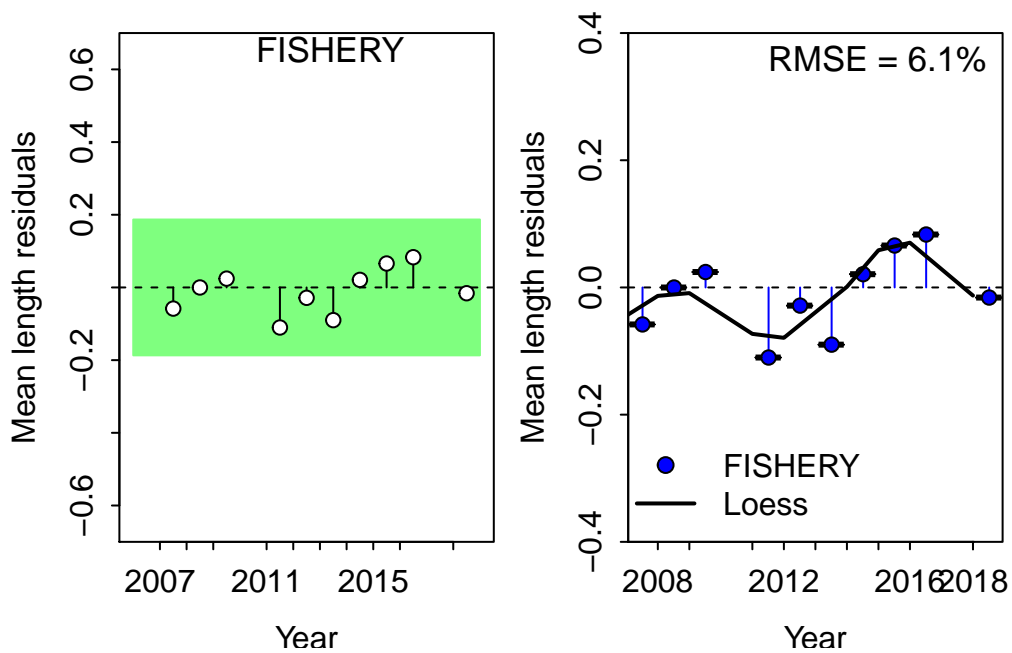 FISHERY
Mean length residuals
0.6
0.4
0.2
−0.2
−0.6
2007 2011 2015
Year
RMSE = 6.1%
Mean length residuals
0.4
0.2
0.0
−0.2
−0.4
FISHERY
Loess
2008 2012 2016 2018
Year